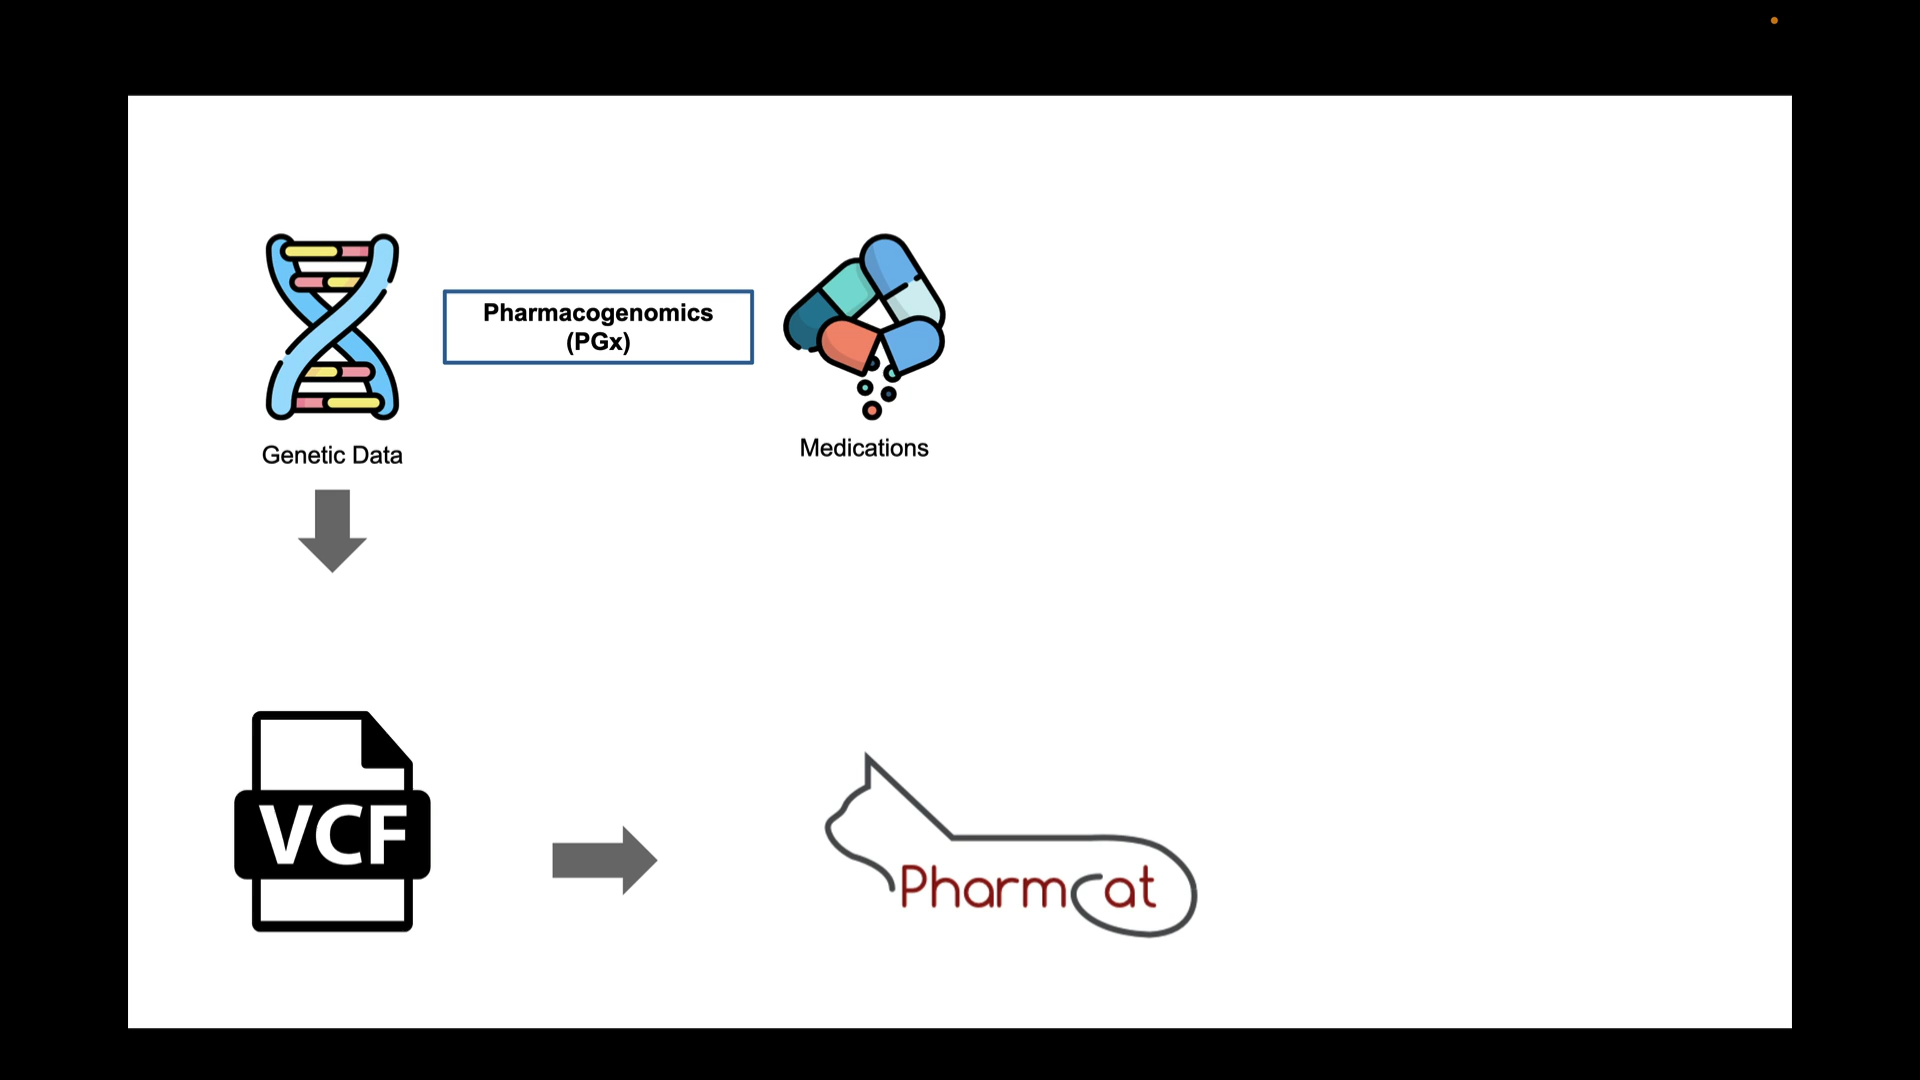 Pharmacogenomics
(PGx)
Genetic Data
Medications
VCF
PharmCat